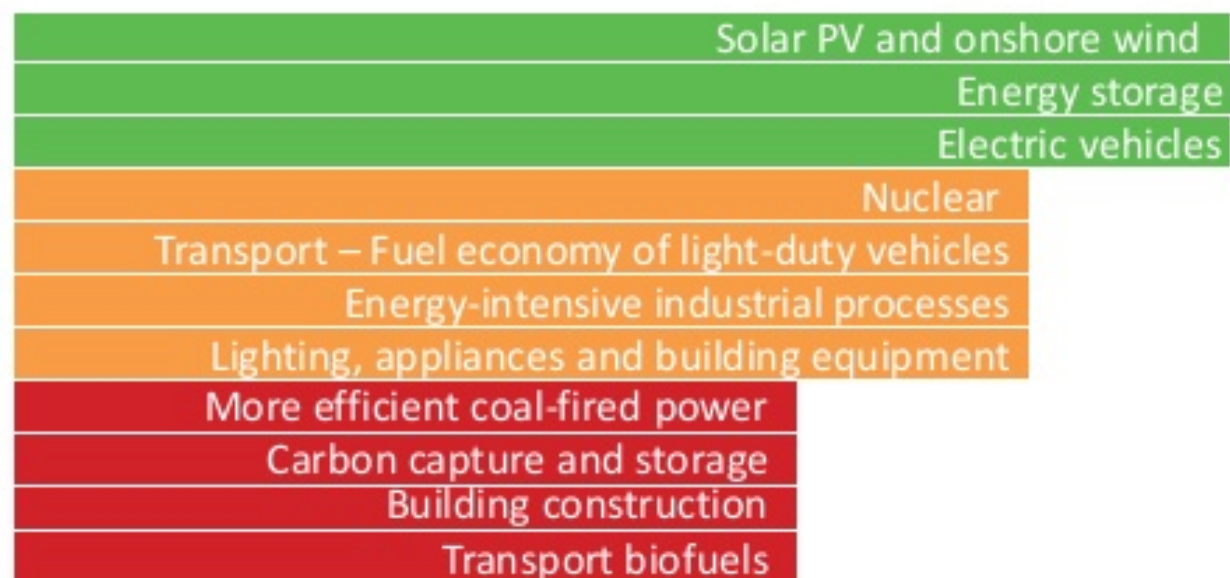 Solar PV and onshore wind
Energy storage
Electric vehicles
Nuclear
Transport – Fuel economy of light-duty vehicles
Energy-intensive industrial processes
Lighting, appliances and building equipment
More efficient coal-fired power
Carbon capture and storage
Building construction
Transport biofuels